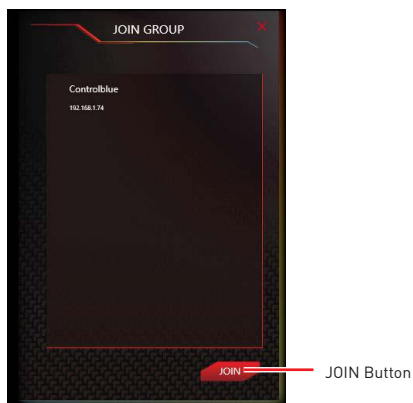 JOIN GROUP
Controlblue
192.168.1.74
JOIN
JOIN Button